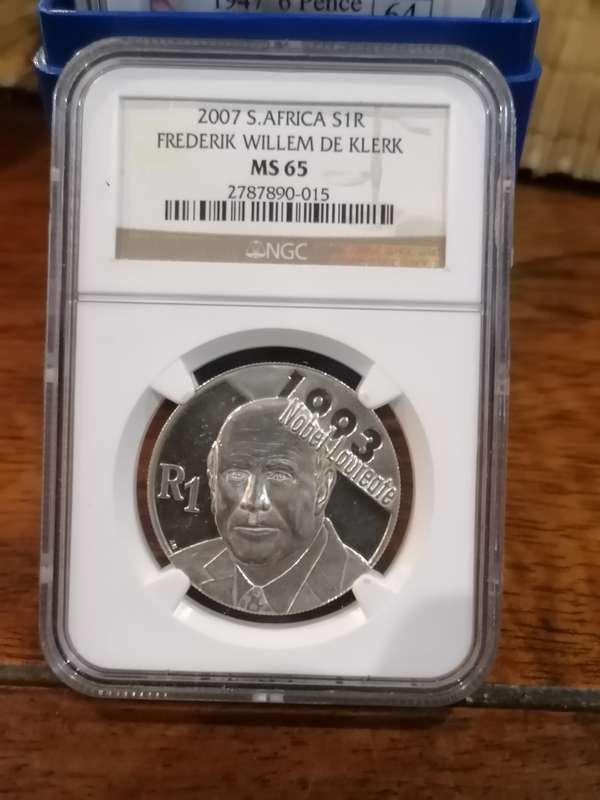 1947 6 Pence
64
2007 S.AFRICA S1R
FREDERIK WILLEM DE KLERK
MS 65
2787890-015
NGC
1993
Nobel Laureate
R1